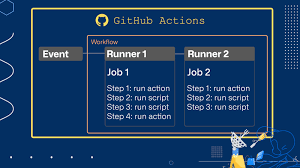 GitHub Actions
Workflow
Event
Runner 1
Job 1
Step 1: run action
Step 2: run script
Step 3: run script
Step 4: run action
Runner 2
Job 2
Step 1: run action
Step 2: run script
Step 3: run script